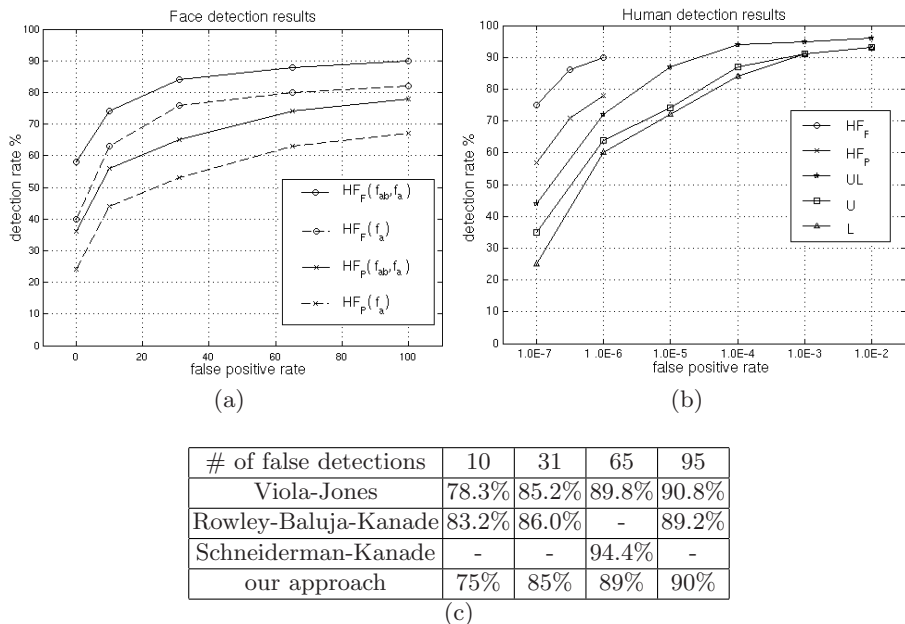 Face detection results
100
90
80
70
60
50
40
30
20
10
0
detection rate %
0 20 40 60 80 100
false positive rate
HF_F(f_ab,f_a)
HF_F(f_a)
HF_P(f_ab,f_a)
HF_P(f_a)
(a)
Human detection results
100
90
80
70
60
50
40
30
20
10
0
detection rate %
1.0E-7 1.0E-6 1.0E-5 1.0E-4 1.0E-3 1.0E-2
false positive rate
HF_F
HF_P
UL
U
L
(b)
# of false detections 10 31 65 95
Viola-Jones 78.3% 85.2% 89.8% 90.8%
Rowley-Baluja-Kanade 83.2% 86.0% - 89.2%
Schneiderman-Kanade - - 94.4% -
our approach 75% 85% 89% 90%
(c)